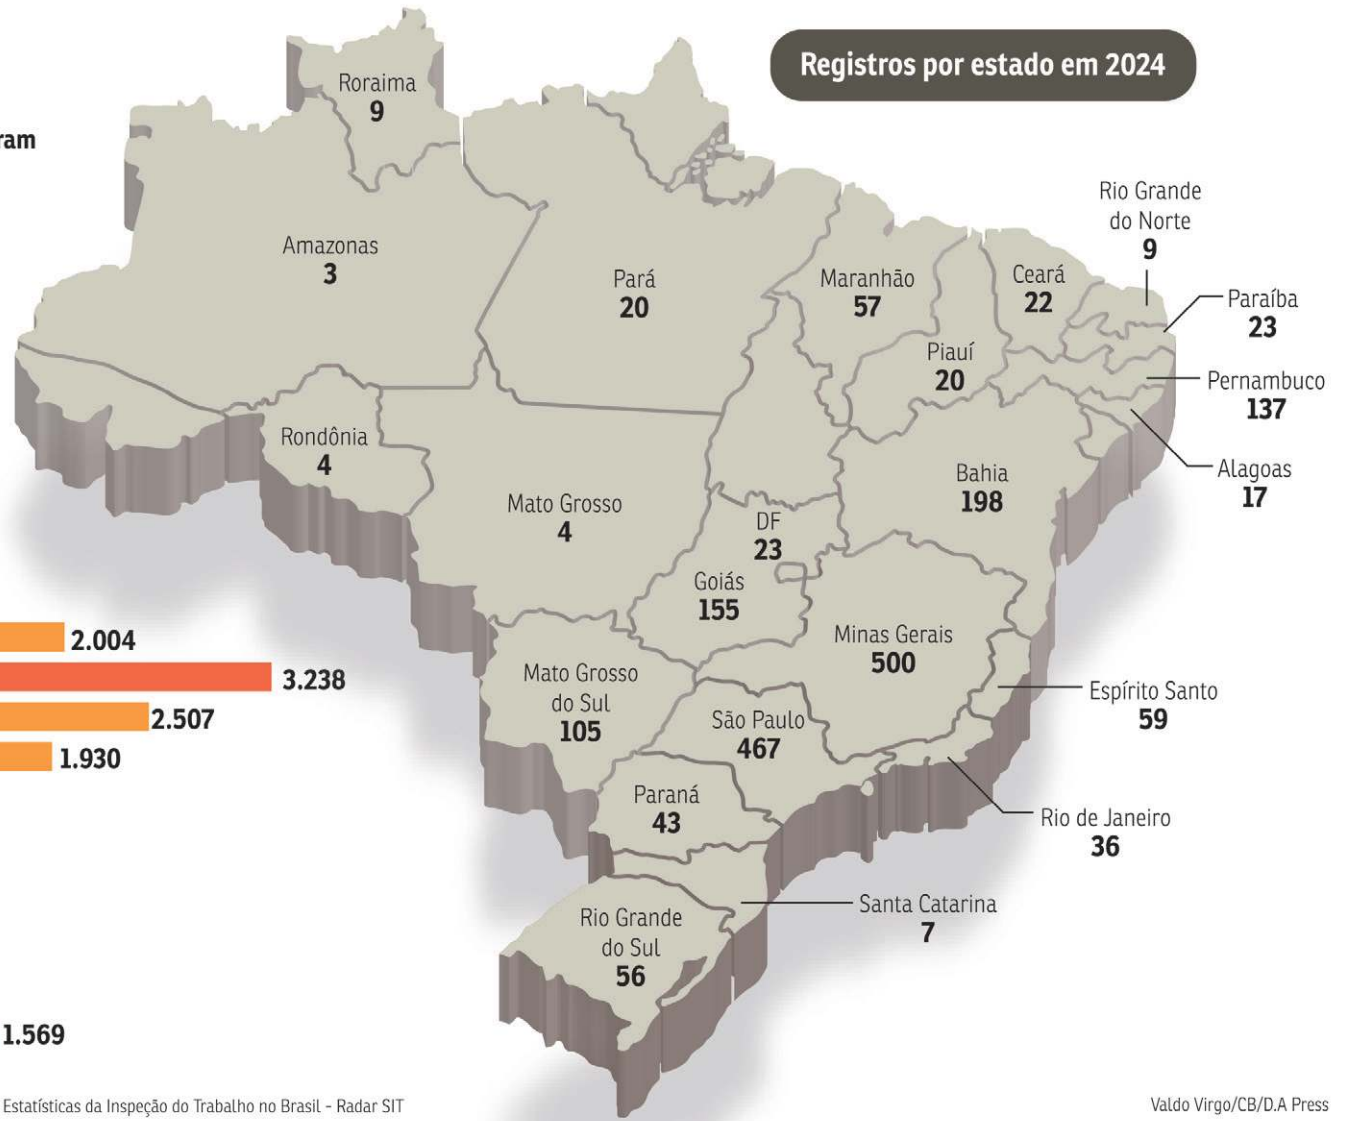 Registros por estado em 2024
ram
Roraima
9
Amazonas
3
Pará
20
Maranhão
57
Piauí
20
Ceará
22
Rio Grande
do Norte
9
Paraíba
23
Pernambuco
137
Alagoas
17
Bahia
198
Rondônia
4
Mato Grosso
4
DF
23
Goiás
155
Minas Gerais
500
Espírito Santo
59
Mato Grosso
do Sul
105
São Paulo
467
Rio de Janeiro
36
Paraná
43
Santa Catarina
7
Rio Grande
do Sul
56
2.004
3.238
2.507
1.930
1.569
Estatísticas da Inspeção do Trabalho no Brasil - Radar SIT
Valdo Virgo/CB/D.A Press